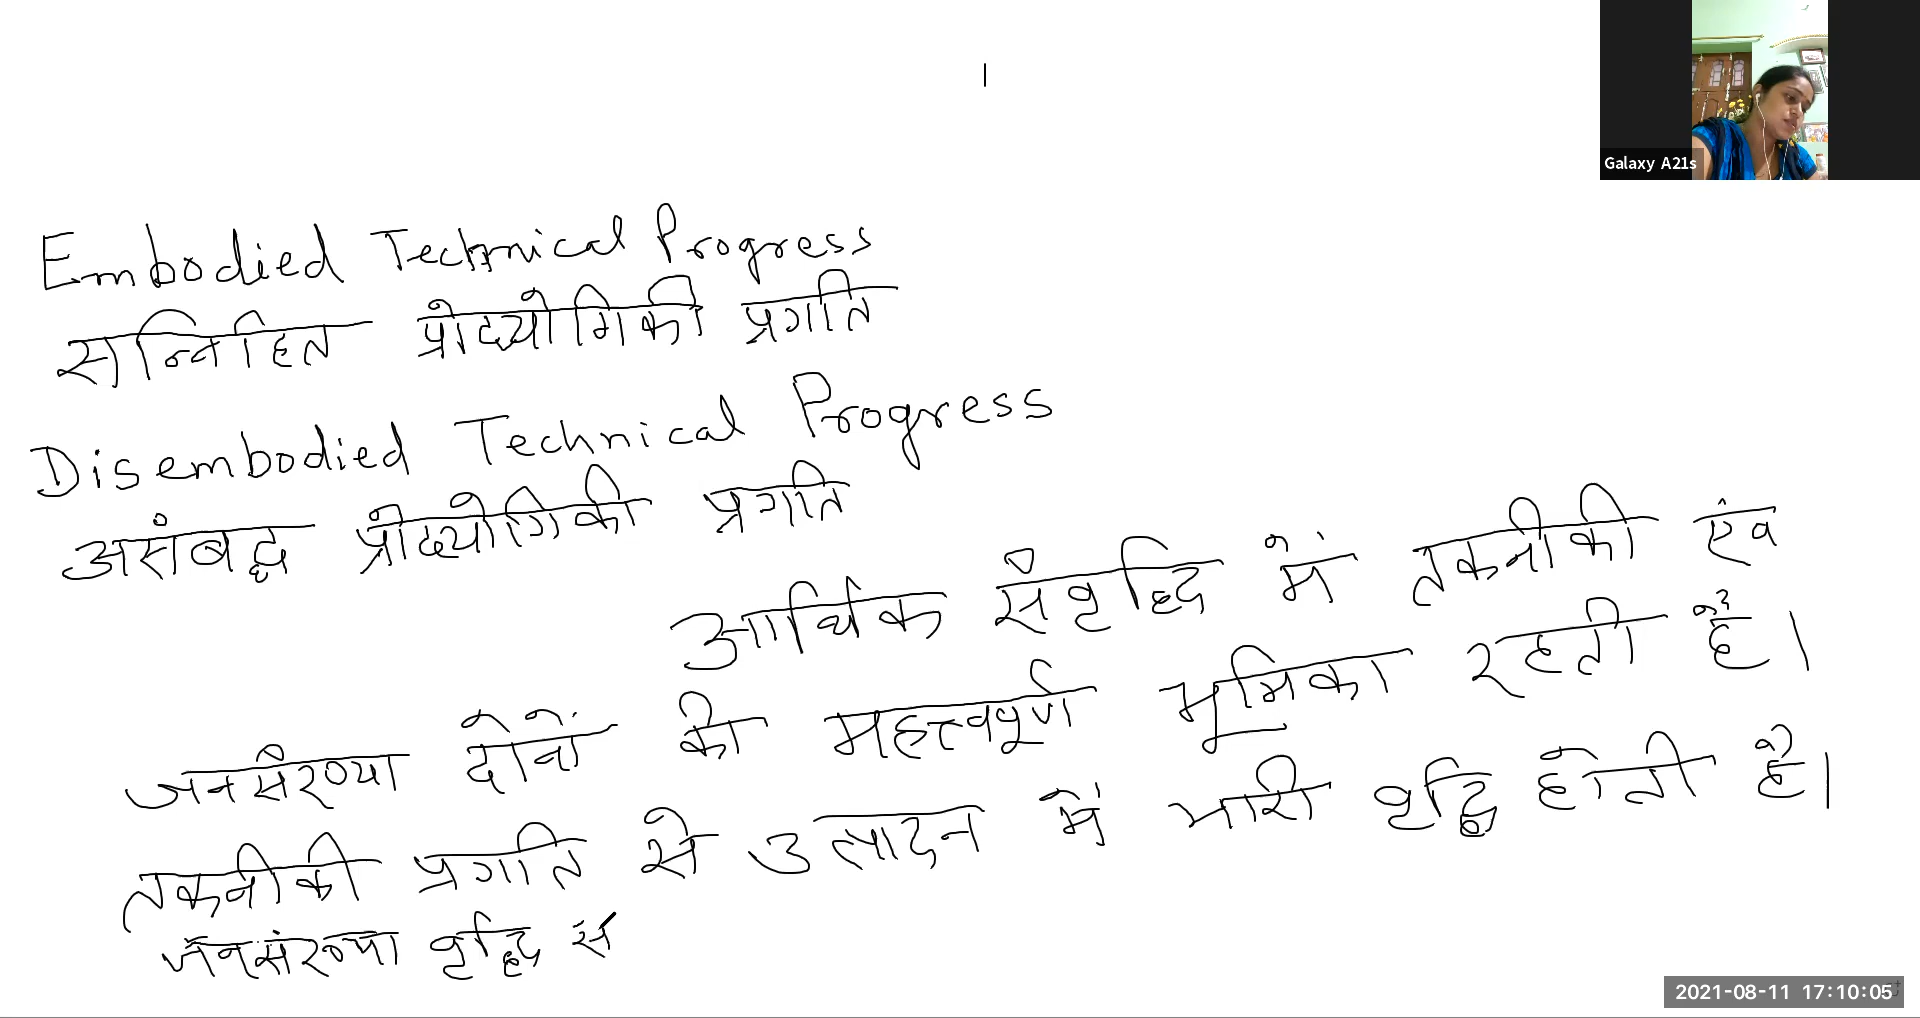 Galaxy A21s
Embodied Technical Progress
सन्निहित प्रौद्योगिकी प्रगति
Disembodied Technical Progress
असंबद्ध प्रौद्योगिकी प्रगति
आर्थिक संवृद्धि में तकनीकी एंव
जनसंख्या दोनों की महत्त्वपूर्ण भूमिका रहती है।
तकनीकी प्रगति से उत्पादन में भारी वृद्धि होती है।
जनसंख्या वृद्धि स
2021-08-11 17:10:05